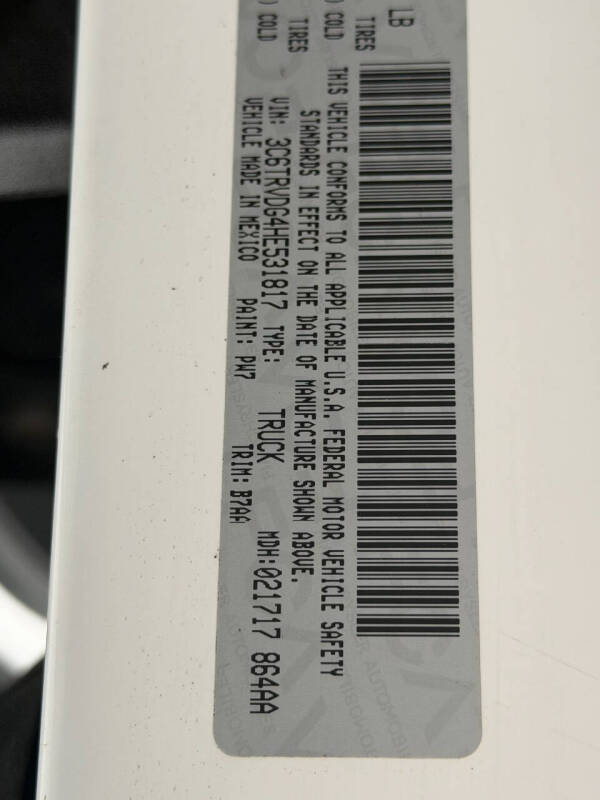 LB
TIRES
TIRES
) COLD
) COLD
THIS VEHICLE CONFORMS TO ALL APPLICABLE U.S.A. FEDERAL MOTOR VEHICLE SAFETY
STANDARDS IN EFFECT ON THE DATE OF MANUFACTURE SHOWN ABOVE.
VIN: 3C6TRVDG4HE531817 TYPE: TRUCK MDH:021717 864AA
VEHICLE MADE IN MEXICO PAINT: PW7 TRIM: B7AA